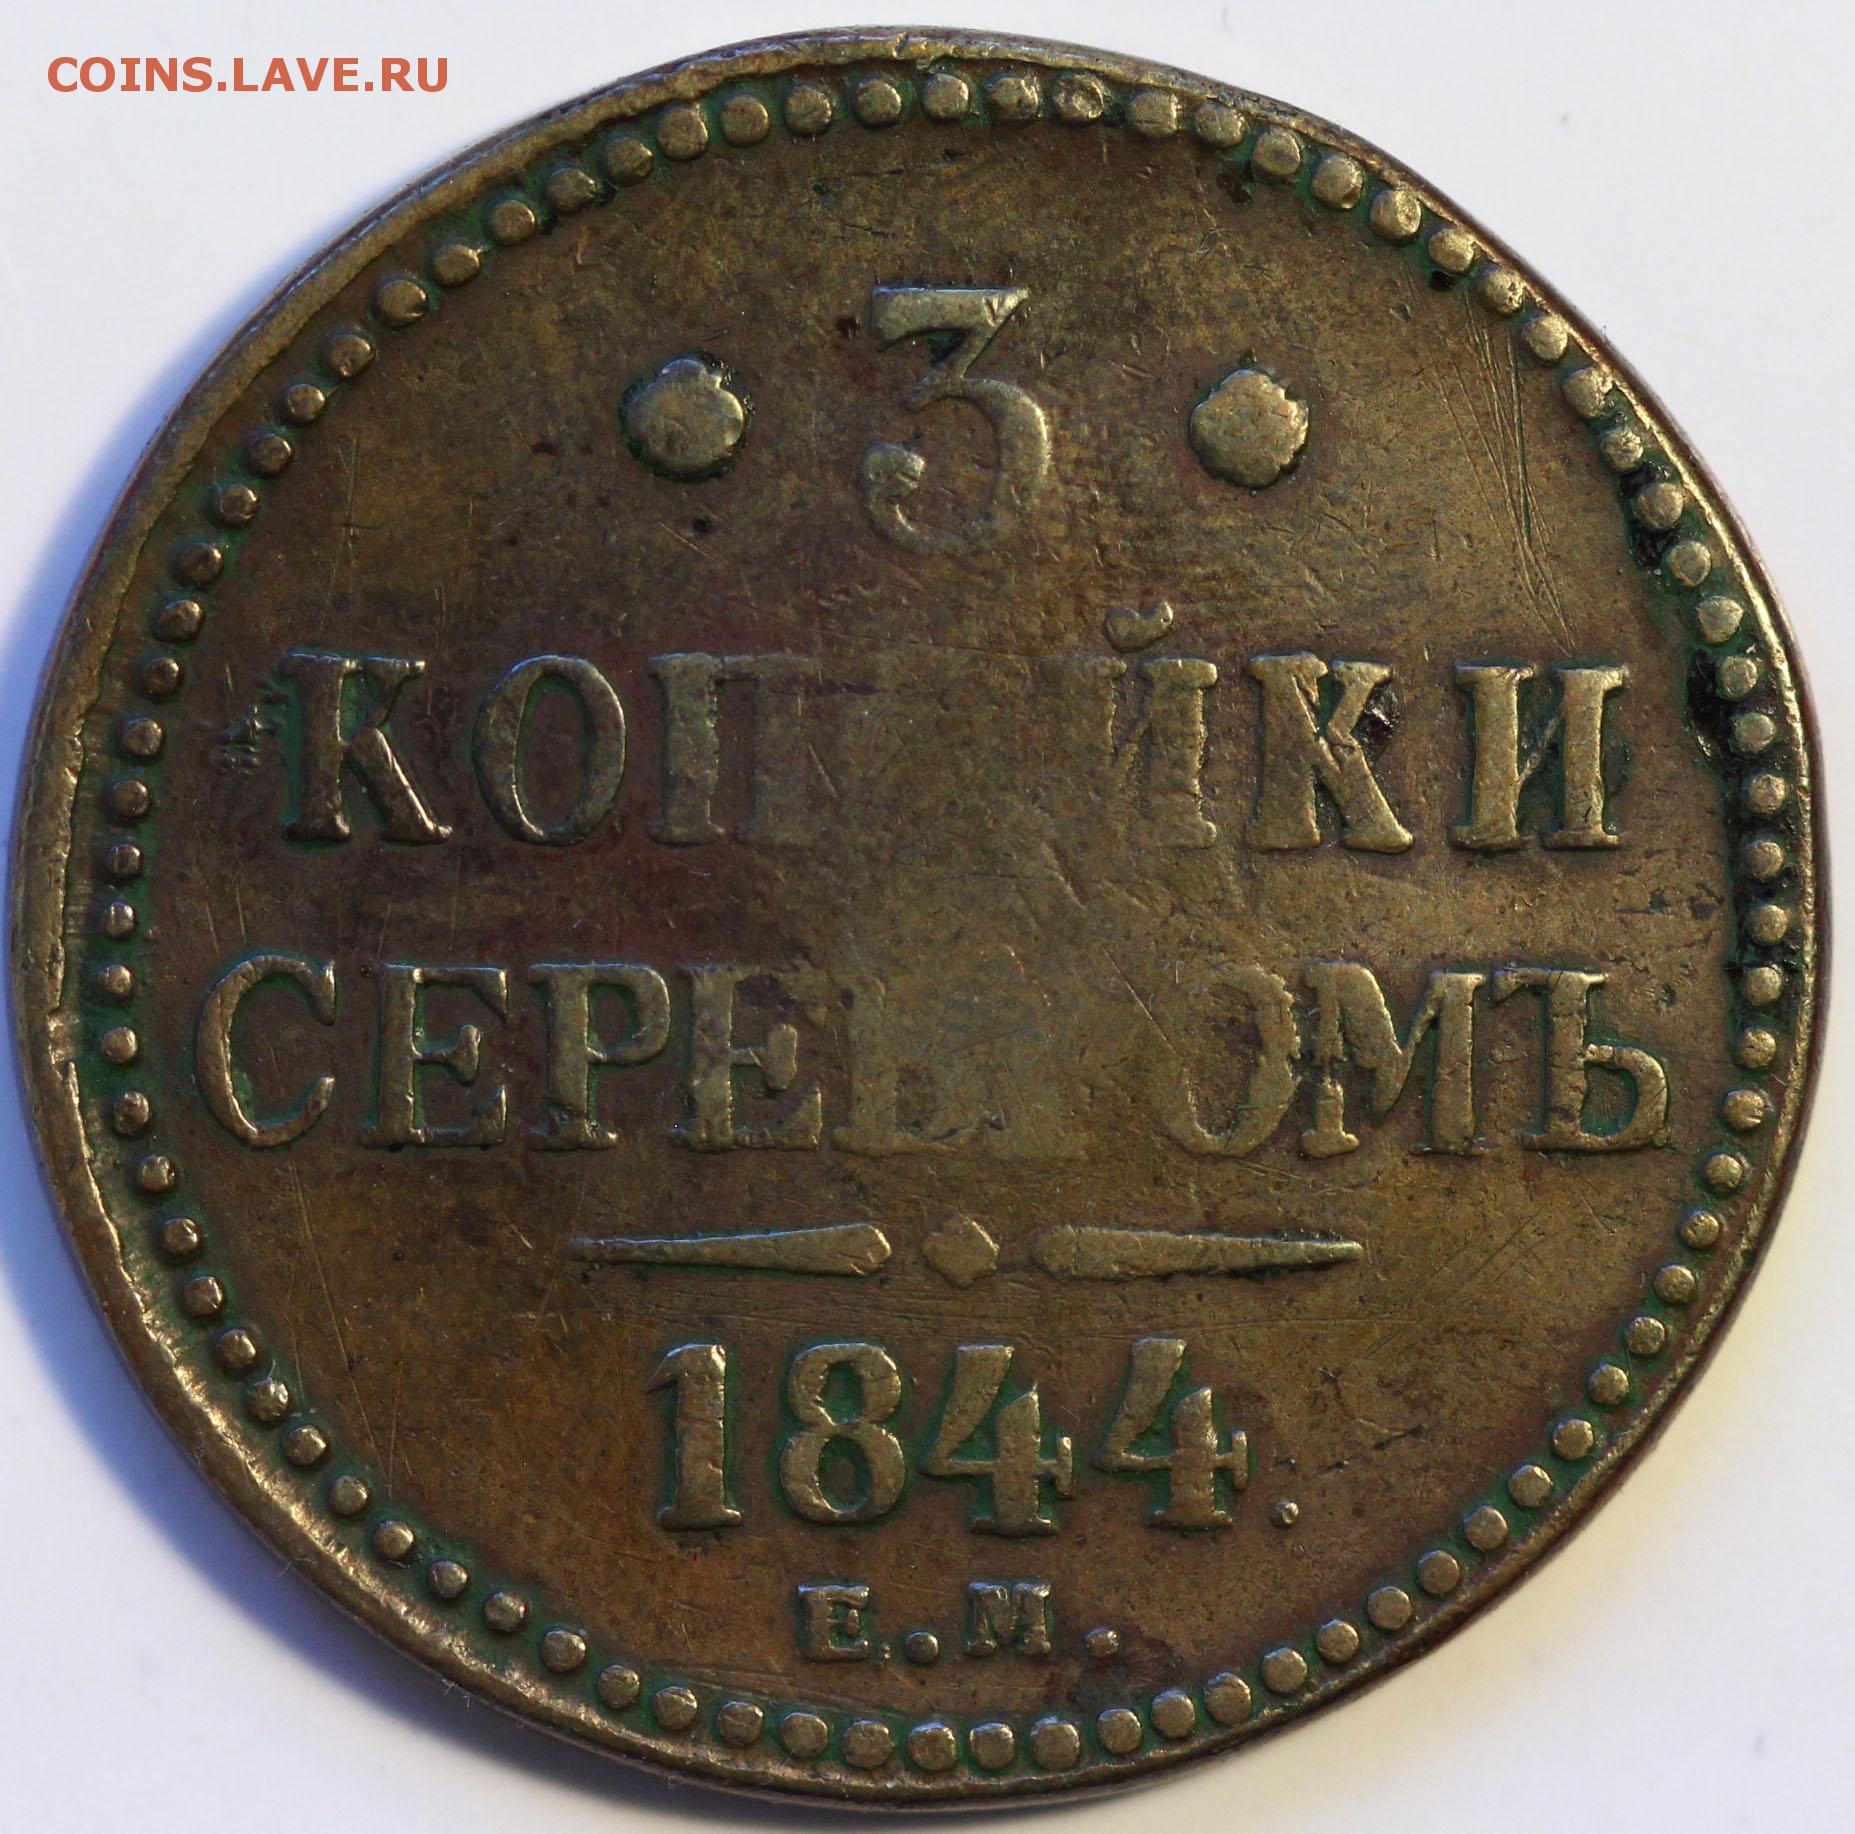 COINS.LAVE.RU
3
КОПѢЙКИ
СЕРЕБРОМЪ
1844.
Е.М.